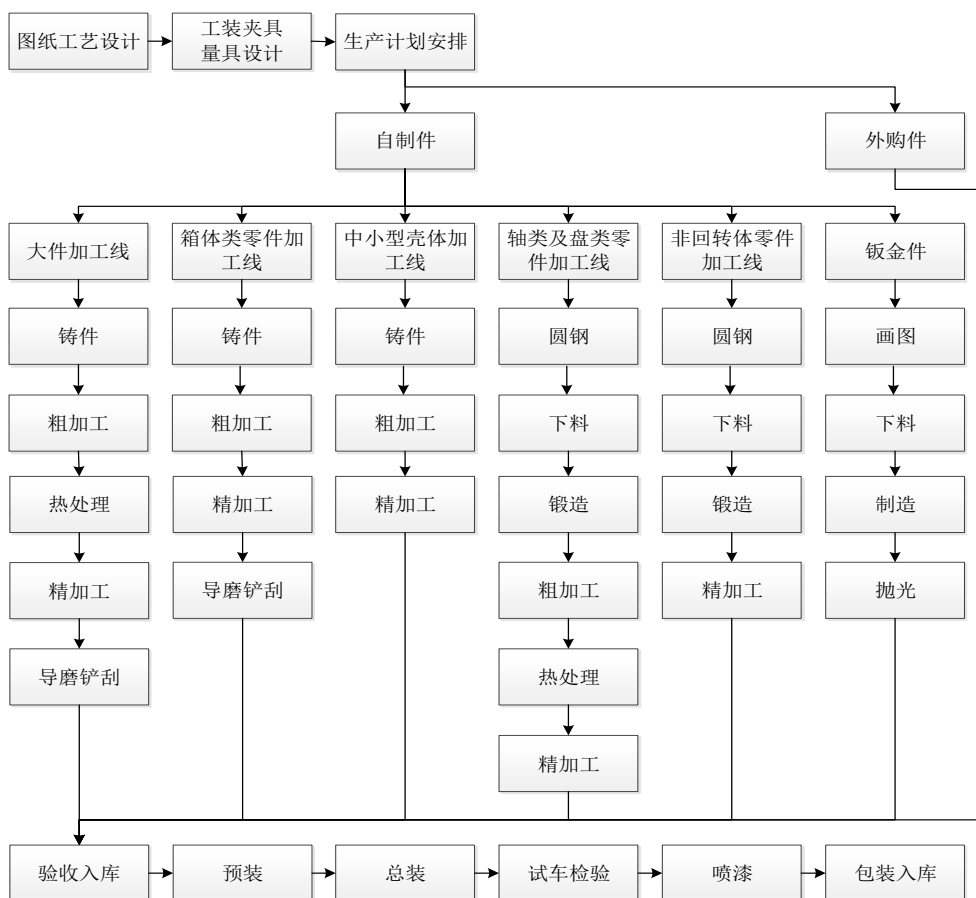 图纸工艺设计
工装夹具
量具设计
生产计划安排
自制件
外购件
大件加工线
箱体类零件加
工线
中小型壳体加
工线
轴类及盘类零
件加工线
非回转体零件
加工线
钣金件
铸件
铸件
铸件
圆钢
圆钢
画图
粗加工
粗加工
粗加工
下料
下料
下料
热处理
精加工
精加工
锻造
锻造
制造
精加工
导磨铲刮
粗加工
精加工
抛光
导磨铲刮
热处理
精加工
验收入库
预装
总装
试车检验
喷漆
包装入库